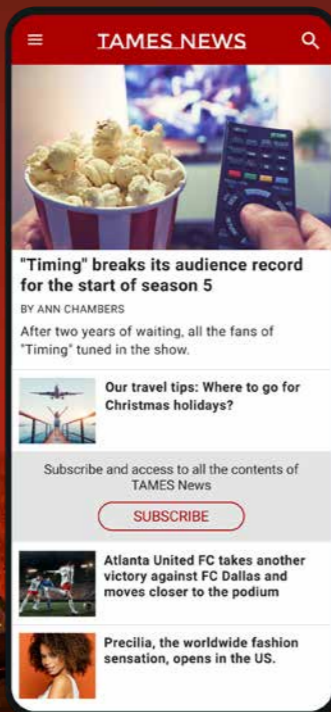 TAMES NEWS
"Timing" breaks its audience record
for the start of season 5
BY ANN CHAMBERS
After two years of waiting, all the fans of
"Timing" tuned in the show.
Our travel tips: Where to go for
Christmas holidays?
Subscribe and access to all the contents of
TAMES News
SUBSCRIBE
Atlanta United FC takes another
victory against FC Dallas and
moves closer to the podium
Precilia, the worldwide fashion
sensation, opens in the US.